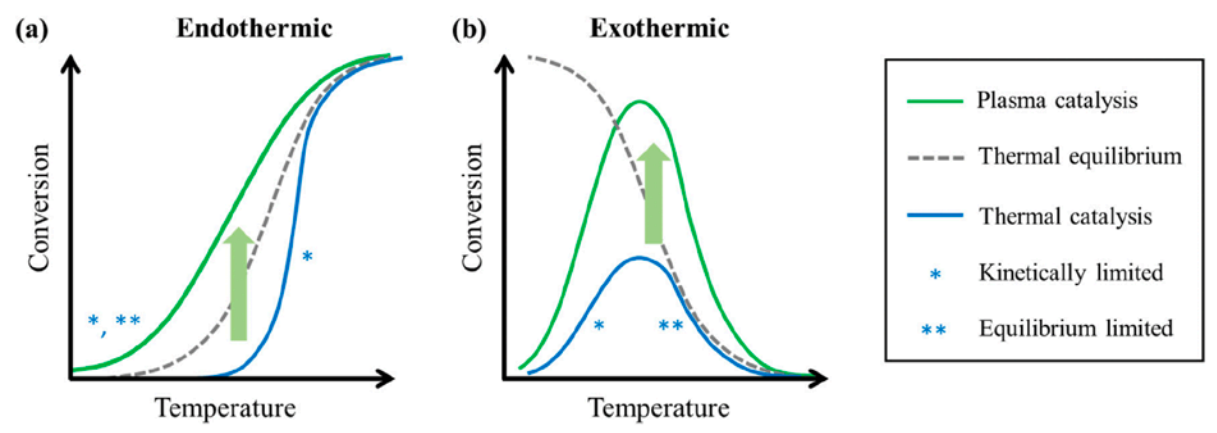 (a) Endothermic
Conversion
*, **
*
Temperature
(b) Exothermic
Conversion
*
**
Temperature
Plasma catalysis
Thermal equilibrium
Thermal catalysis
* Kinetically limited
** Equilibrium limited